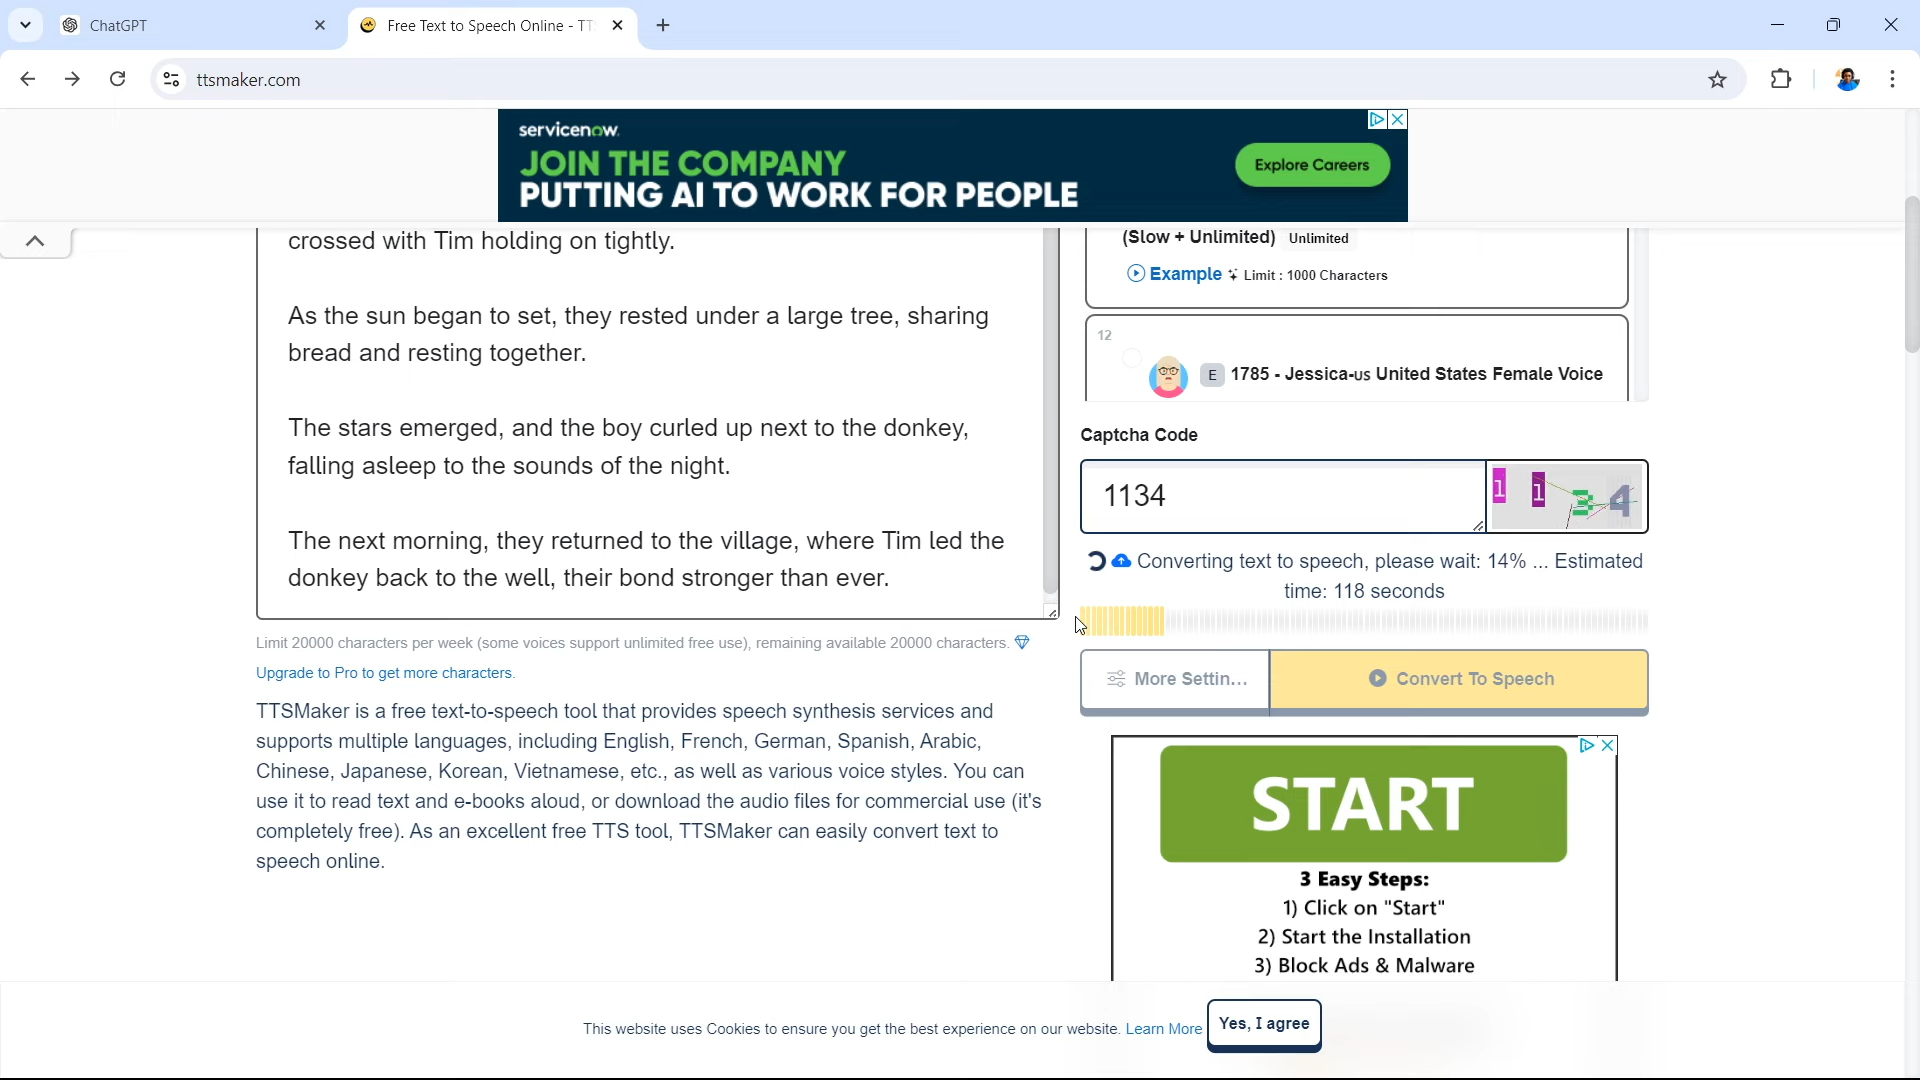 ChatGPT
Free Text to Speech Online - TT
ttsmaker.com
servicenow.
JOIN THE COMPANY
PUTTING AI TO WORK FOR PEOPLE
Explore Careers
crossed with Tim holding on tightly.
As the sun began to set, they rested under a large tree, sharing
bread and resting together.
The stars emerged, and the boy curled up next to the donkey,
falling asleep to the sounds of the night.
The next morning, they returned to the village, where Tim led the
donkey back to the well, their bond stronger than ever.
Limit 20000 characters per week (some voices support unlimited free use), remaining available 20000 characters.
Upgrade to Pro to get more characters.
TTSMaker is a free text-to-speech tool that provides speech synthesis services and
supports multiple languages, including English, French, German, Spanish, Arabic,
Chinese, Japanese, Korean, Vietnamese, etc., as well as various voice styles. You can
use it to read text and e-books aloud, or download the audio files for commercial use (it's
completely free). As an excellent free TTS tool, TTSMaker can easily convert text to
speech online.
(Slow + Unlimited) Unlimited
Example Limit : 1000 Characters
12
E 1785 - Jessica-US United States Female Voice
Captcha Code
1134
1 1 3 4
Converting text to speech, please wait: 14% ... Estimated
time: 118 seconds
More Settin...
Convert To Speech
START
3 Easy Steps:
1) Click on "Start"
2) Start the Installation
3) Block Ads & Malware
This website uses Cookies to ensure you get the best experience on our website. Learn More
Yes, I agree